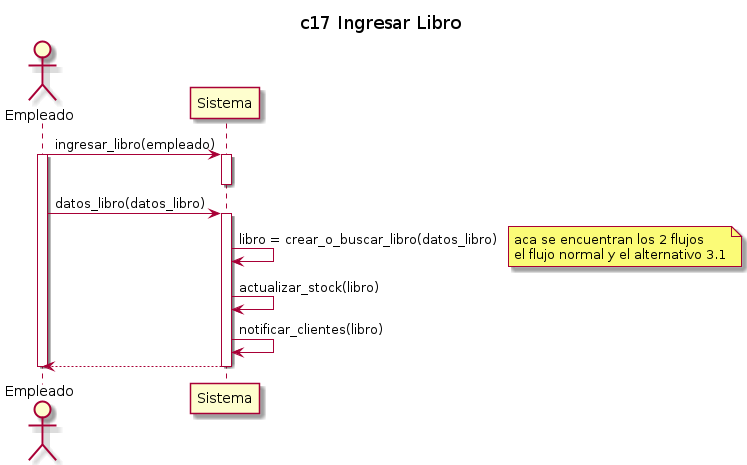 c17 Ingresar Libro
Empleado
Sistema
ingresar_libro(empleado)
datos_libro(datos_libro)
libro = crear_o_buscar_libro(datos_libro)
aca se encuentran los 2 flujos
el flujo normal y el alternativo 3.1
actualizar_stock(libro)
notificar_clientes(libro)
Empleado
Sistema